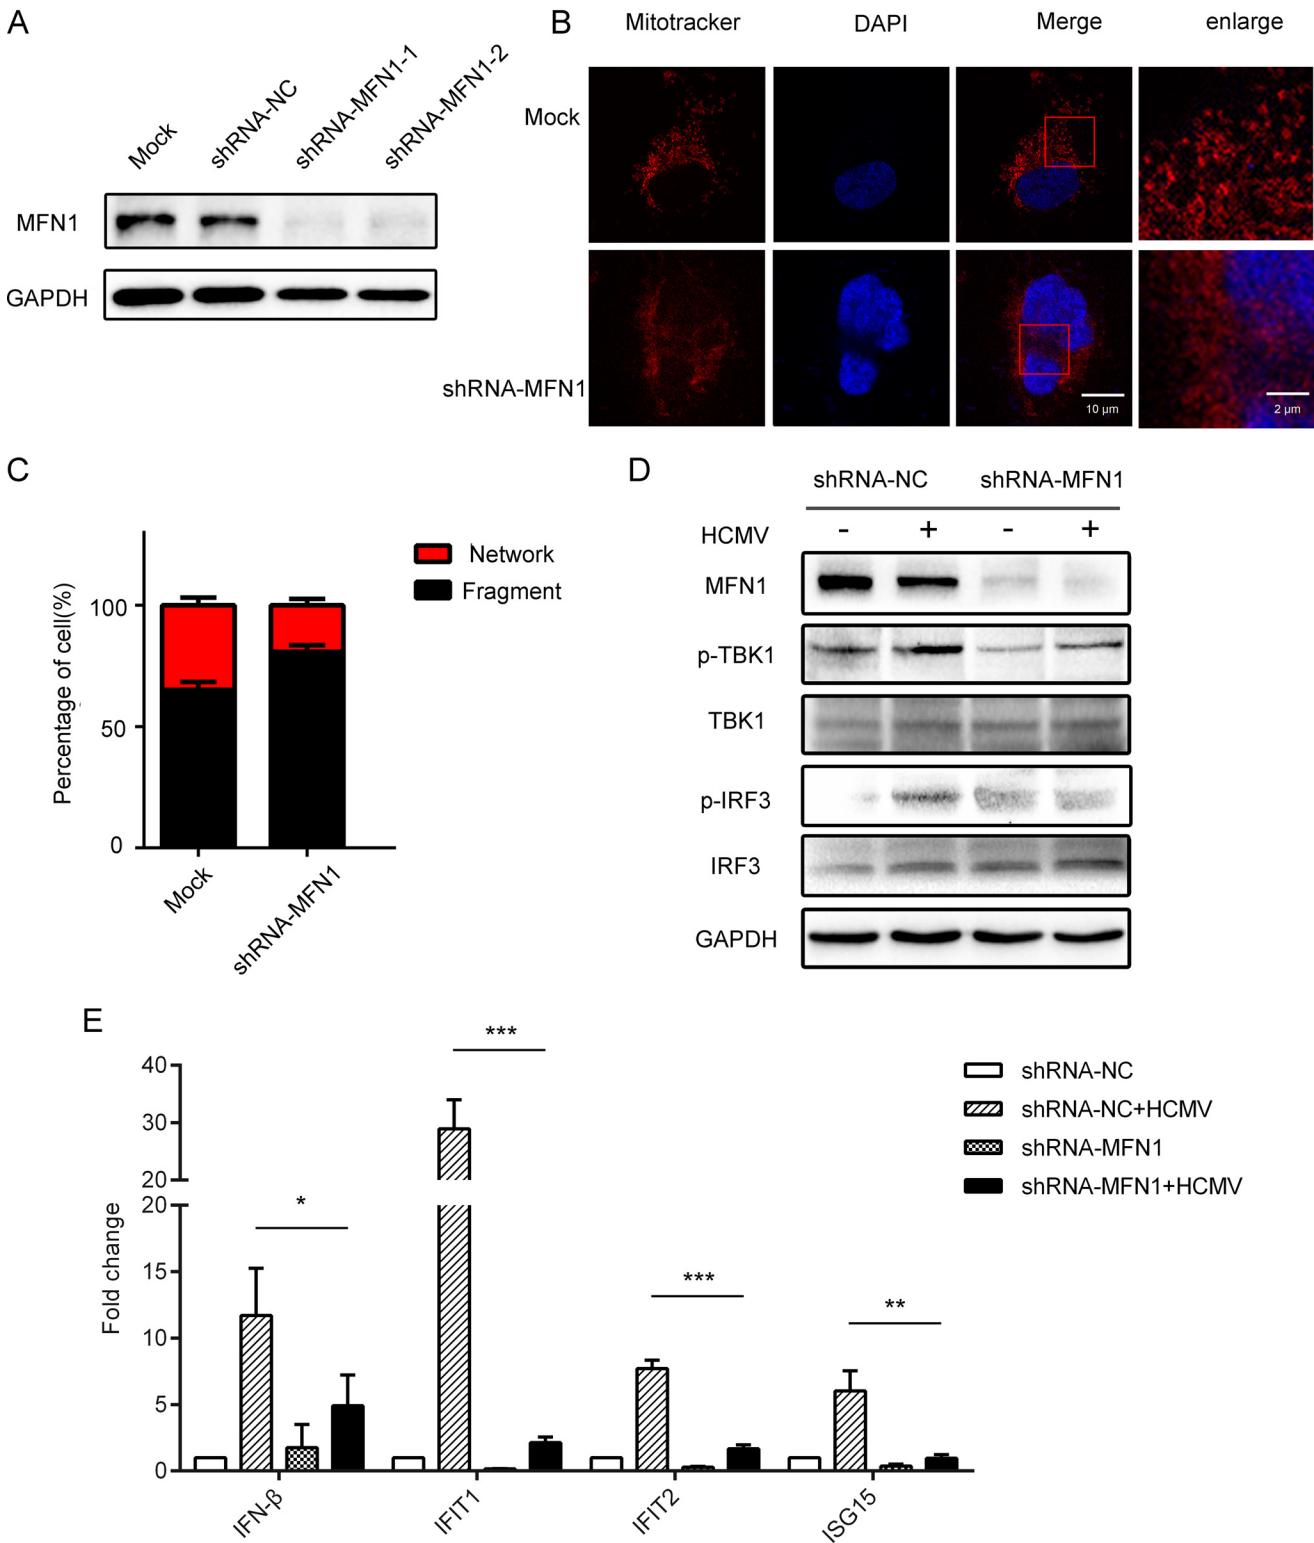 A
Mock
shRNA-NC
shRNA-MFN1-1
shRNA-MFN1-2
MFN1
GAPDH
B
Mitotracker
DAPI
Merge
enlarge
Mock
shRNA-MFN1
10 μm
2 μm
C
Percentage of cell(%)
100
50
0
Mock
shRNA-MFN1
Network
Fragment
D
shRNA-NC shRNA-MFN1
HCMV - + - +
MFN1
p-TBK1
TBK1
p-IRF3
IRF3
GAPDH
E
Fold change
40
30
20
20
15
10
5
0
*
***
***
**
IFN-β
IFIT1
IFIT2
ISG15
shRNA-NC
shRNA-NC+HCMV
shRNA-MFN1
shRNA-MFN1+HCMV